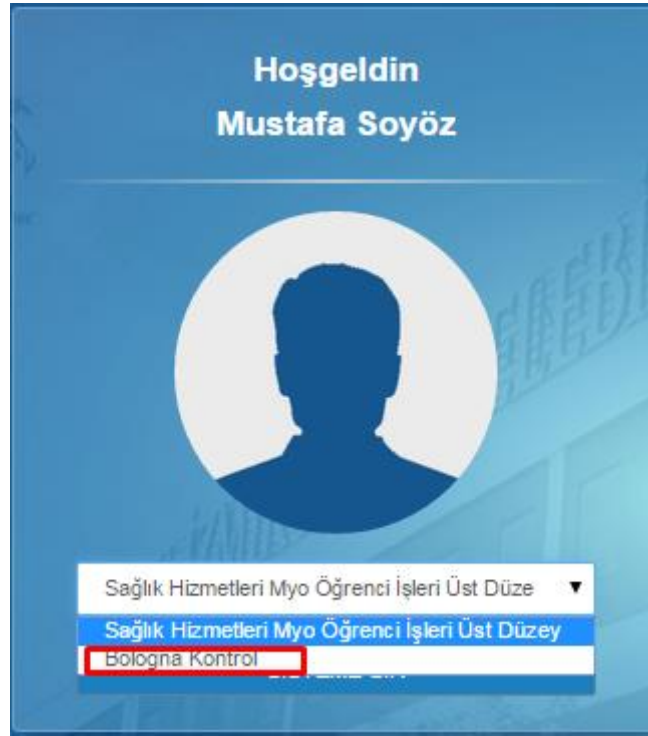 Hoşgeldin
Mustafa Soyöz
Sağlık Hizmetleri Myo Öğrenci İşleri Üst Düze
Sağlık Hizmetleri Myo Öğrenci İşleri Üst Düzey
Bologna Kontrol